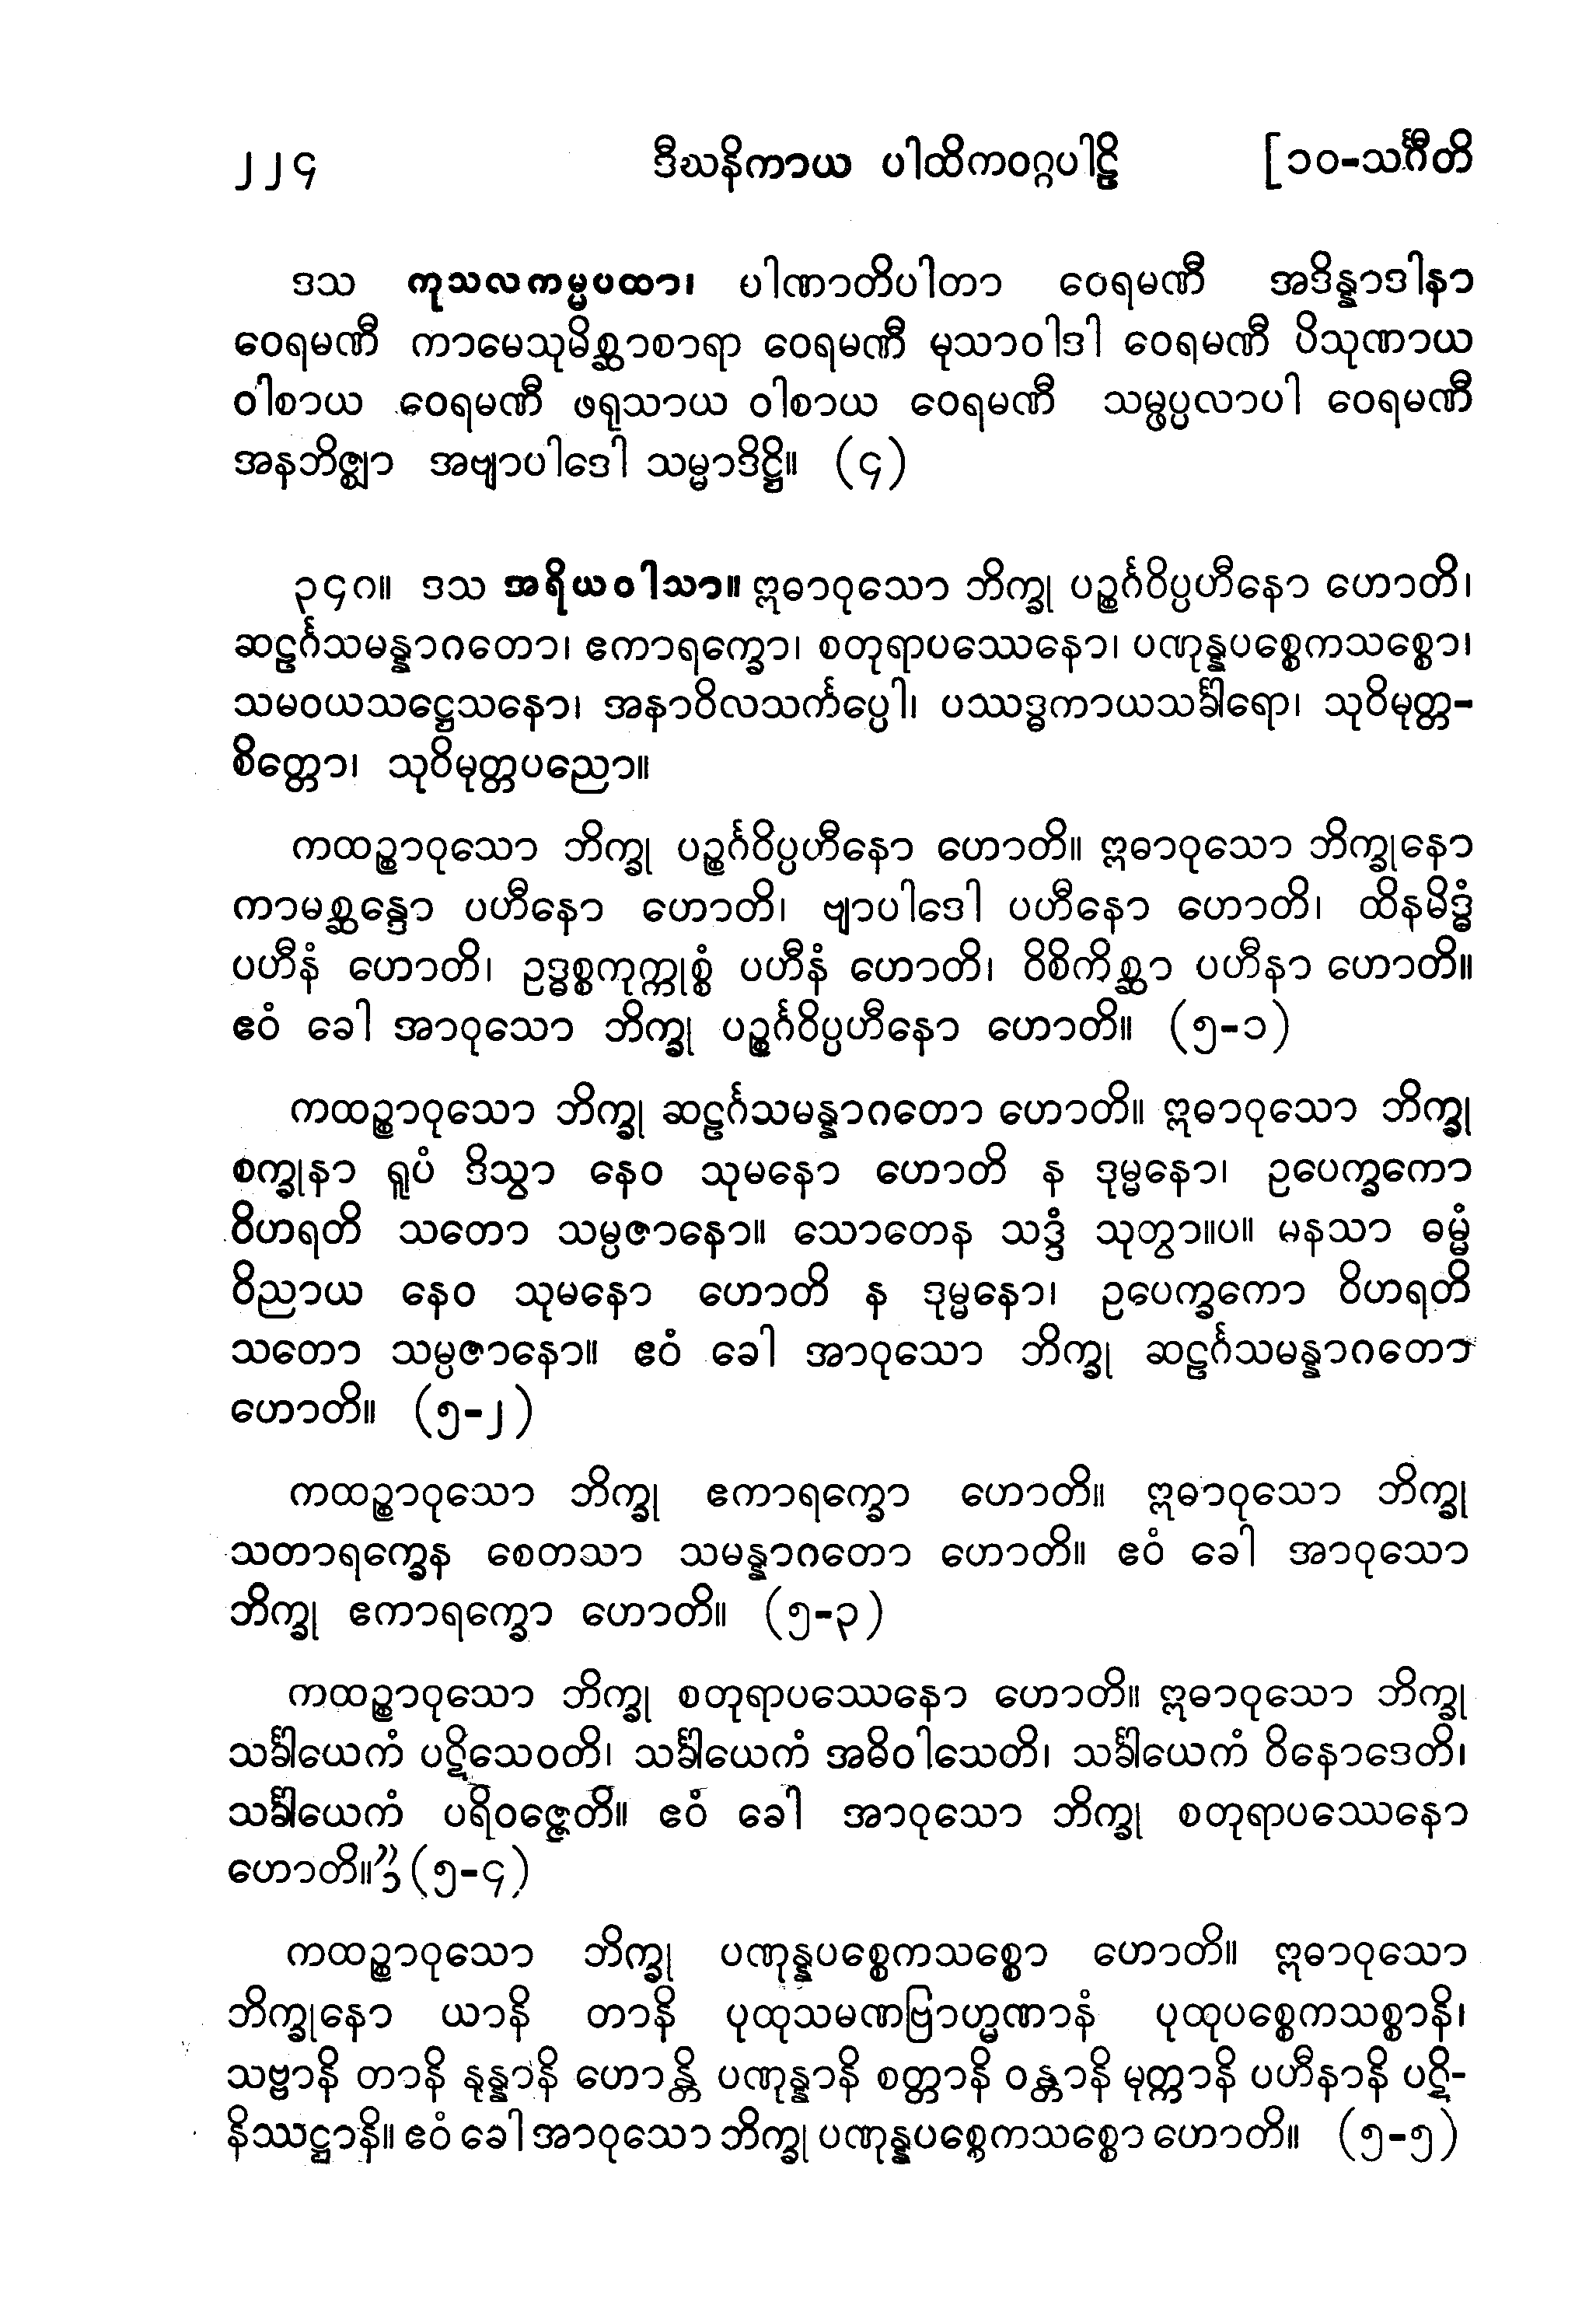 ၂၂၄ ဒီဃနိကာယ ပါထိကဝဂ္ဂပါဠိ [၁၀-သင်္ဂီတိ
ဒသ ကုသလကမ္မပထာ၊ ပါဏာတိပါတာ ဝေရမဏီ အဒိန္နာဒါနာ
ဝေရမဏီ ကာမေသုမိစ္ဆာစာရာ ဝေရမဏီ မုသာဝါဒါ ဝေရမဏီ ပိသုဏာယ
ဝါစာယ ဝေရမဏီ ဖရုသာယ ဝါစာယ ဝေရမဏီ သမ္ဖပ္ပလာပါ ဝေရမဏီ
အနဘိဇ္ဈာ အဗျာပါဒေါ သမ္မာဒိဋ္ဌိ။ (၄)
၃၄၈။ ဒသ အရိယဝါသာ။ ဣဓာဝုသော ဘိက္ခု ပဉ္စင်္ဂဝိပ္ပဟီနော ဟောတိ၊
ဆဠင်္ဂသမန္နာဂတော၊ ဧကာရက္ခော၊ စတုရာပဿေနော၊ ပဏုန္နပစ္စေကသစ္စော၊
သမဝယသဋ္ဌေသနော၊ အနာဝိလသင်္ကပ္ပေါ၊ ပဿဒ္ဓကာယသင်္ခါရော၊ သုဝိမုတ္တ-
စိတ္တော၊ သုဝိမုတ္တပညော။
ကထဉ္စာဝုသော ဘိက္ခု ပဉ္စင်္ဂဝိပ္ပဟီနော ဟောတိ။ ဣဓာဝုသော ဘိက္ခုနော
ကာမစ္ဆန္ဒော ပဟီနော ဟောတိ၊ ဗျာပါဒေါ ပဟီနော ဟောတိ၊ ထိနမိဒ္ဓံ
ပဟီနံ ဟောတိ၊ ဥဒ္ဓစ္စကုက္ကုစ္စံ ပဟီနံ ဟောတိ၊ ဝိစိကိစ္ဆာ ပဟီနာ ဟောတိ။
ဧဝံ ခေါ အာဝုသော ဘိက္ခု ပဉ္စင်္ဂဝိပ္ပဟီနော ဟောတိ။ (၅-၁)
ကထဉ္စာဝုသော ဘိက္ခု ဆဠင်္ဂသမန္နာဂတော ဟောတိ။ ဣဓာဝုသော ဘိက္ခု
စက္ခုနာ ရူပံ ဒိသွာ နေဝ သုမနော ဟောတိ န ဒုမ္မနော၊ ဥပေက္ခကော
ဝိဟရတိ သတော သမ္ပဇာနော။ သောတေန သဒ္ဒံ သုတွာ။ပ။ မနသာ ဓမ္မံ
ဝိညာယ နေဝ သုမနော ဟောတိ န ဒုမ္မနော၊ ဥပေက္ခကော ဝိဟရတိ
သတော သမ္ပဇာနော။ ဧဝံ ခေါ အာဝုသော ဘိက္ခု ဆဠင်္ဂသမန္နာဂတော
ဟောတိ။ (၅-၂)
ကထဉ္စာဝုသော ဘိက္ခု ဧကာရက္ခော ဟောတိ။ ဣဓာဝုသော ဘိက္ခု
သတာရက္ခေန စေတသာ သမန္နာဂတော ဟောတိ။ ဧဝံ ခေါ အာဝုသော
ဘိက္ခု ဧကာရက္ခော ဟောတိ။ (၅-၃)
ကထဉ္စာဝုသော ဘိက္ခု စတုရာပဿေနော ဟောတိ။ ဣဓာဝုသော ဘိက္ခု
သင်္ခါယေကံ ပဋိသေဝတိ၊ သင်္ခါယေကံ အဓိဝါသေတိ၊ သင်္ခါယေကံ ဝိနောဒေတိ၊
သင်္ခါယေကံ ပရိဝဇ္ဇေတိ။ ဧဝံ ခေါ အာဝုသော ဘိက္ခု စတုရာပဿေနော
ဟောတိ။ (၅-၄)
ကထဉ္စာဝုသော ဘိက္ခု ပဏုန္နပစ္စေကသစ္စော ဟောတိ။ ဣဓာဝုသော
ဘိက္ခုနော ယာနိ တာနိ ပုထုသမဏဗြာဟ္မဏာနံ ပုထုပစ္စေကသစ္စာနိ၊
သဗ္ဗာနိ တာနိ နုန္နာနိ ဟောန္တိ ပဏုန္နာနိ စတ္တာနိ ဝန္တာနိ မုတ္တာနိ ပဟီနာနိ ပဋိ-
နိဿဋ္ဌာနိ။ ဧဝံ ခေါ အာဝုသော ဘိက္ခု ပဏုန္နပစ္စေကသစ္စော ဟောတိ။ (၅-၅)